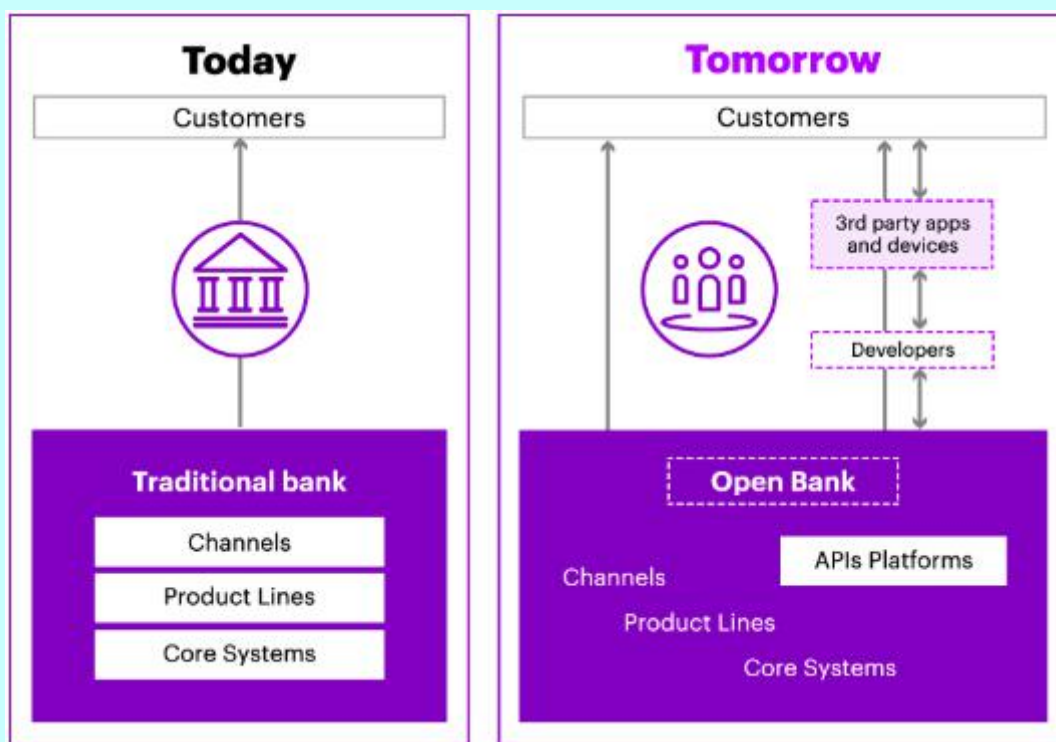 Today
Customers
Traditional bank
Channels
Product Lines
Core Systems
Tomorrow
Customers
3rd party apps
and devices
Developers
Open Bank
APIs Platforms
Channels
Product Lines
Core Systems